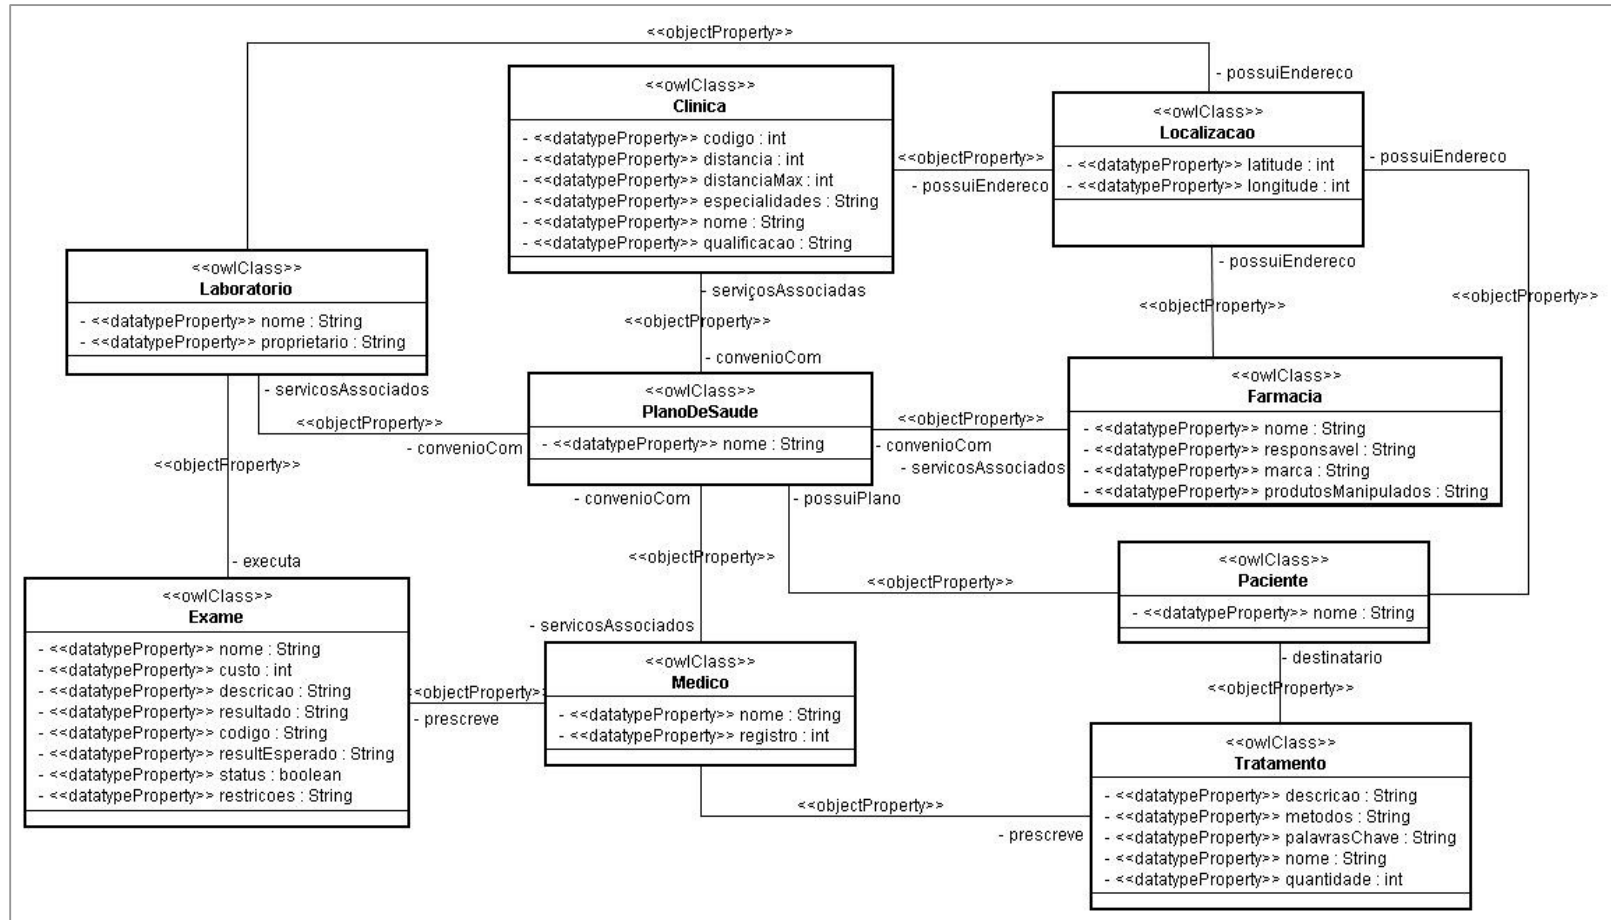 <<objectProperty>>
- possuiEndereco
<<owlClass>>
Clinica
- <<datatypeProperty>> codigo : int
- <<datatypeProperty>> distancia : int
- <<datatypeProperty>> distanciaMax : int
- <<datatypeProperty>> especialidades : String
- <<datatypeProperty>> nome : String
- <<datatypeProperty>> qualificacao : String
<<objectProperty>>
- possuiEndereco
<<owlClass>>
Localizacao
- <<datatypeProperty>> latitude : int
- <<datatypeProperty>> longitude : int
- possuiEndereco
- possuiEndereco
<<objectProperty>>
<<objectProperty>>
<<owlClass>>
Laboratorio
- <<datatypeProperty>> nome : String
- <<datatypeProperty>> proprietario : String
- serviçosAssociadas
<<objectProperty>>
- convenioCom
- servicosAssociados
<<objectProperty>>
- convenioCom
<<owlClass>>
PlanoDeSaude
- <<datatypeProperty>> nome : String
<<objectProperty>>
- convenioCom
- servicosAssociados
<<owlClass>>
Farmacia
- <<datatypeProperty>> nome : String
- <<datatypeProperty>> responsavel : String
- <<datatypeProperty>> marca : String
- <<datatypeProperty>> produtosManipulados : String
<<objectProperty>>
- executa
- convenioCom
- possuiPlano
<<objectProperty>>
<<objectProperty>>
- servicosAssociados
<<owlClass>>
Paciente
- <<datatypeProperty>> nome : String
- destinatario
<<objectProperty>>
<<owlClass>>
Exame
- <<datatypeProperty>> nome : String
- <<datatypeProperty>> custo : int
- <<datatypeProperty>> descricao : String
- <<datatypeProperty>> resultado : String
- <<datatypeProperty>> codigo : String
- <<datatypeProperty>> resultEsperado : String
- <<datatypeProperty>> status : boolean
- <<datatypeProperty>> restricoes : String
<<objectProperty>>
- prescreve
<<owlClass>>
Medico
- <<datatypeProperty>> nome : String
- <<datatypeProperty>> registro : int
<<objectProperty>>
- prescreve
<<owlClass>>
Tratamento
- <<datatypeProperty>> descricao : String
- <<datatypeProperty>> metodos : String
- <<datatypeProperty>> palavrasChave : String
- <<datatypeProperty>> nome : String
- <<datatypeProperty>> quantidade : int